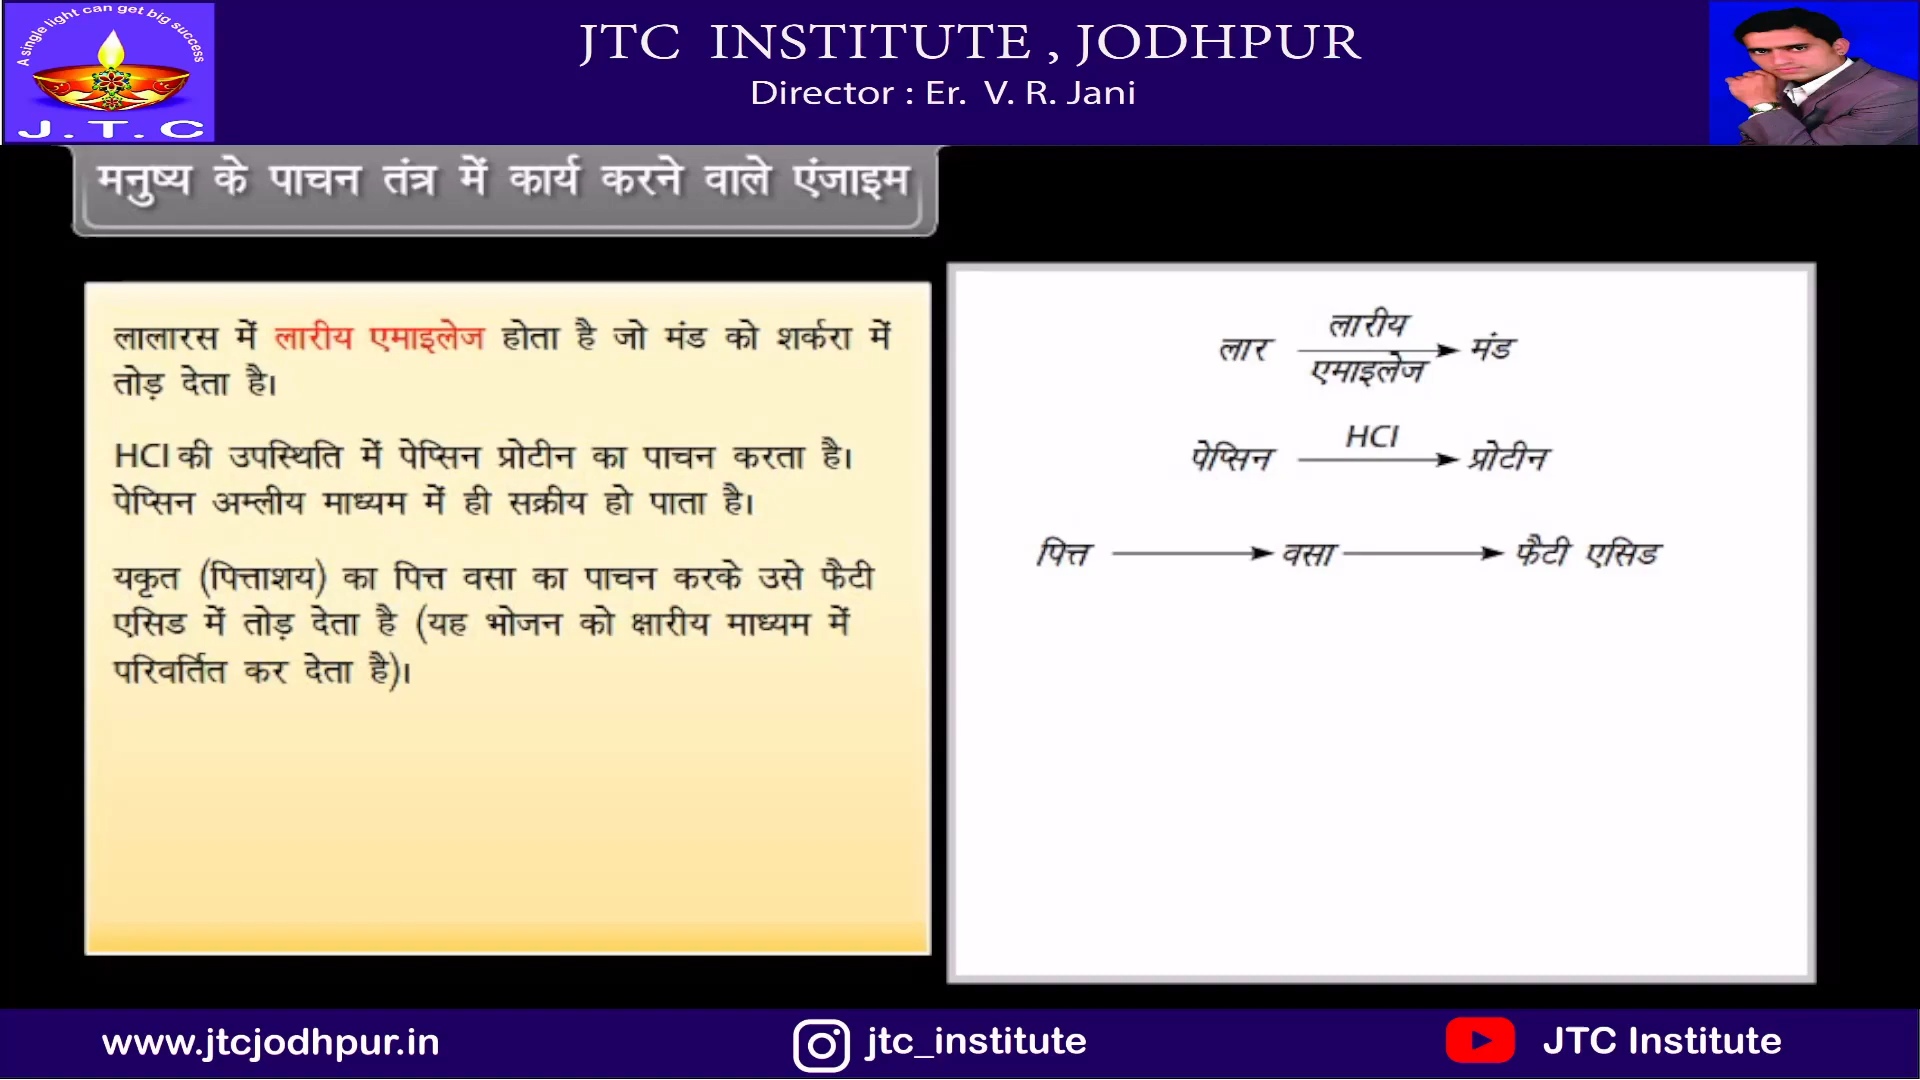 A single light can get big success
J.T.C
JTC INSTITUTE , JODHPUR
Director : Er. V. R. Jani
मनुष्य के पाचन तंत्र में कार्य करने वाले एंजाइम
लालारस में लारीय एमाइलेज होता है जो मंड को शर्करा में
तोड़ देता है।
HCl की उपस्थिति में पेप्सिन प्रोटीन का पाचन करता है।
पेप्सिन अम्लीय माध्यम में ही सक्रीय हो पाता है।
यकृत (पित्ताशय) का पित्त वसा का पाचन करके उसे फैटी
एसिड में तोड़ देता है (यह भोजन को क्षारीय माध्यम में
परिवर्तित कर देता है)।
लारीय
लार → मंड
एमाइलेज
HCl
पेप्सिन → प्रोटीन
पित्त → वसा → फैटी एसिड
www.jtcjodhpur.in
jtc_institute
JTC Institute